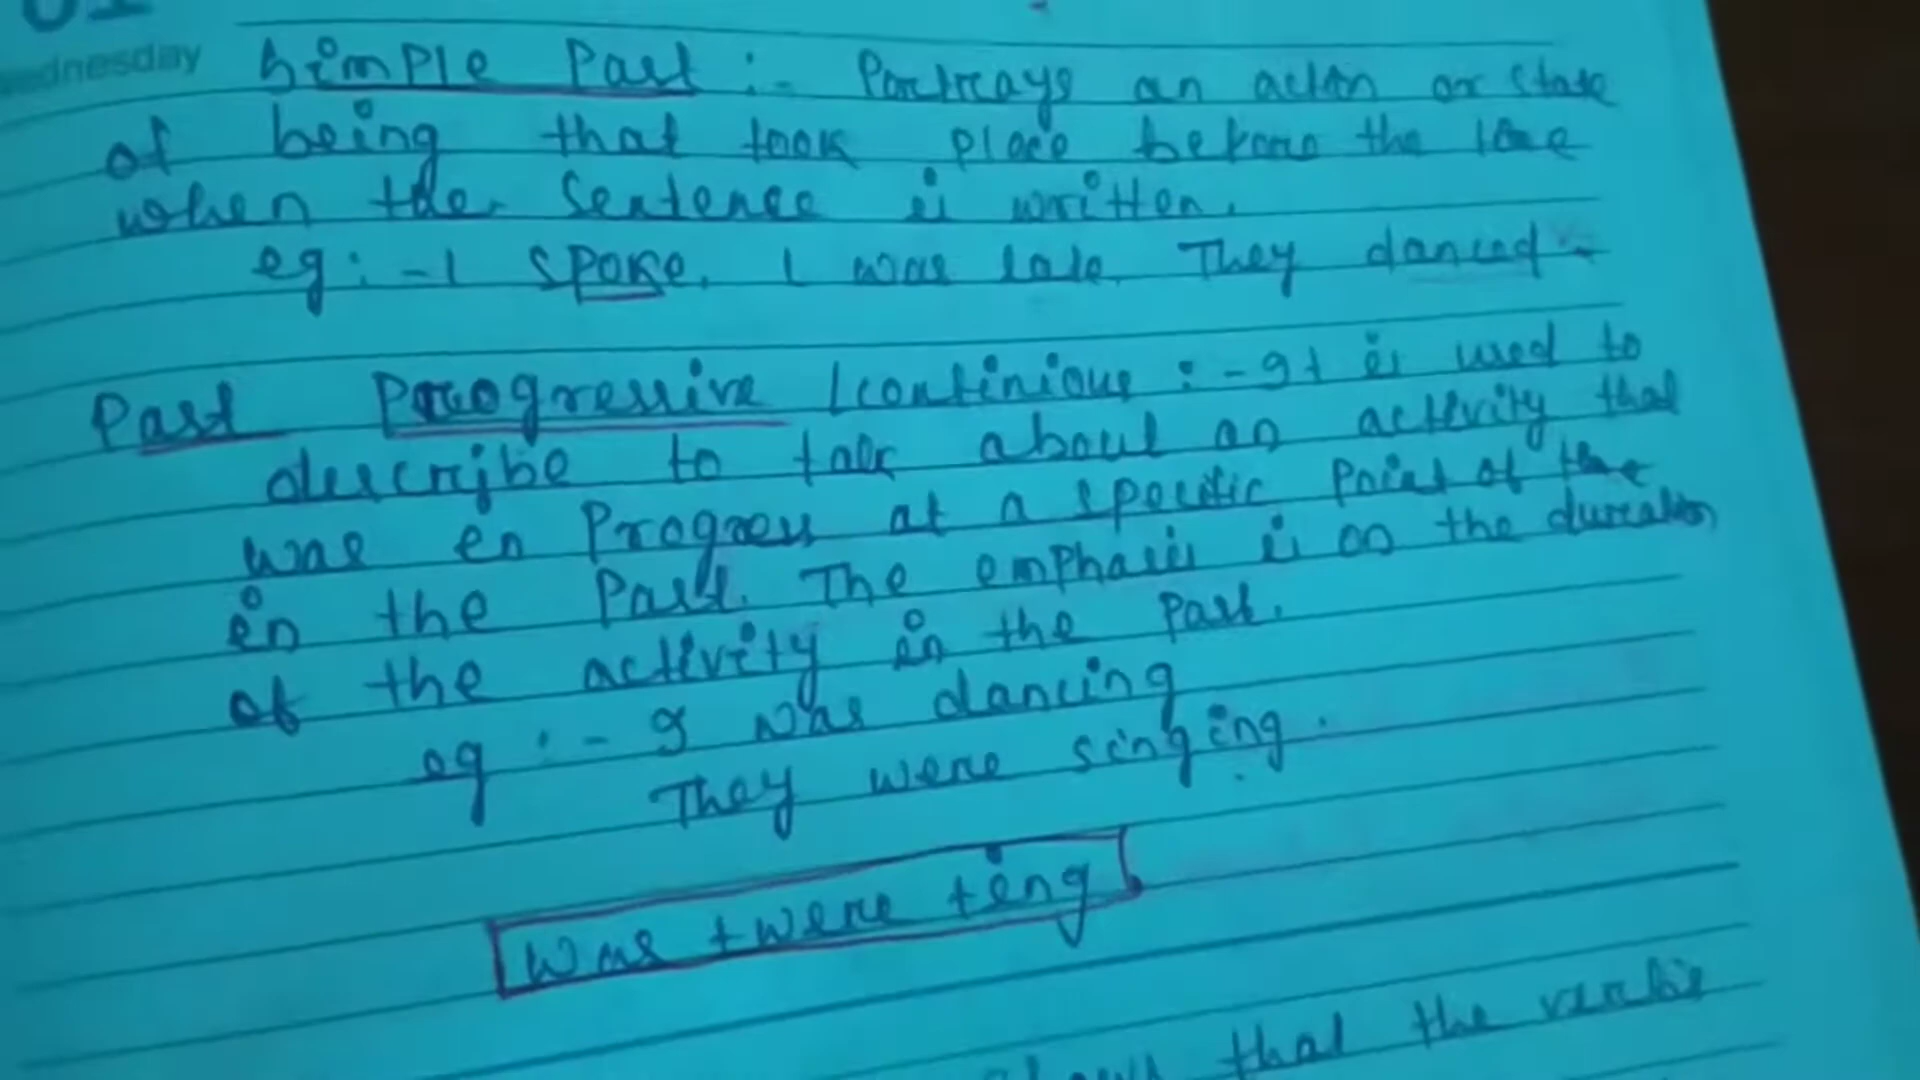 Wednesday
Simple Past :- Portrays an action or state
of being that took place before the time
when the sentence is written.
eg :- I spoke. I was late. They danced.
Past Progressive / continious :- It is used to
describe to talk about an activity that
was in Progress at a specific Point of time
in the Past. The emphasis is on the duration
of the activity in the Past.
eg :- I was dancing
They were singing.
was + were + ing
that the verb is